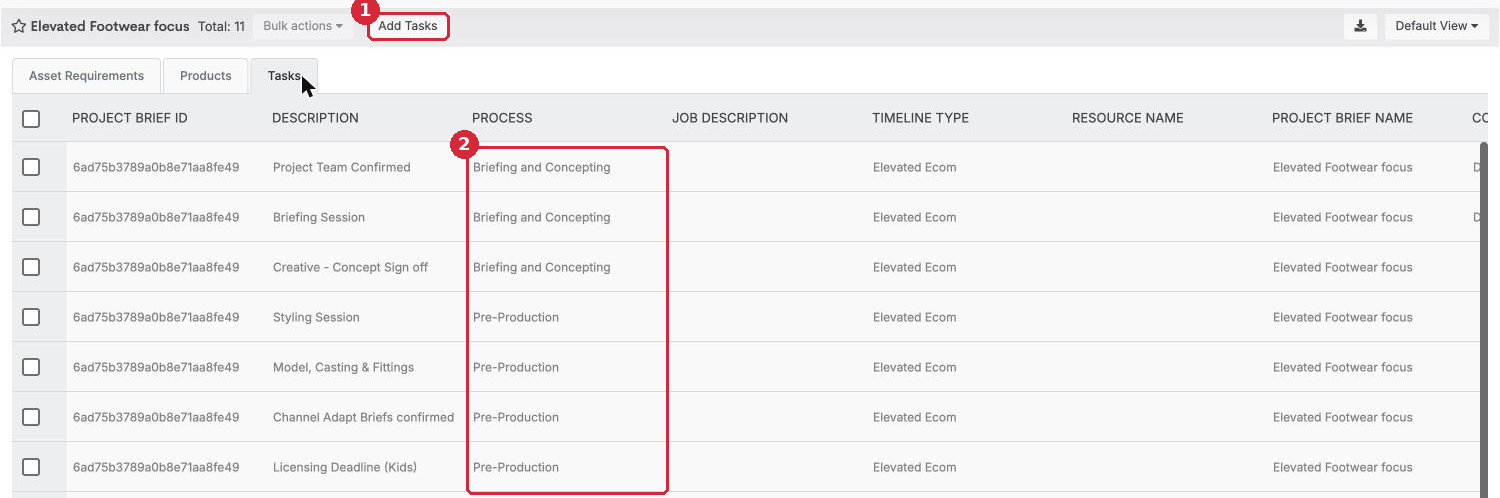 1
Elevated Footwear focus Total: 11 Bulk actions Add Tasks Default View
Asset Requirements Products Tasks
PROJECT BRIEF ID DESCRIPTION PROCESS JOB DESCRIPTION TIMELINE TYPE RESOURCE NAME PROJECT BRIEF NAME CO
2
6ad75b3789a0b8e71aa8fe49 Project Team Confirmed Briefing and Concepting Elevated Ecom Elevated Footwear focus D
6ad75b3789a0b8e71aa8fe49 Briefing Session Briefing and Concepting Elevated Ecom Elevated Footwear focus D
6ad75b3789a0b8e71aa8fe49 Creative - Concept Sign off Briefing and Concepting Elevated Ecom Elevated Footwear focus
6ad75b3789a0b8e71aa8fe49 Styling Session Pre-Production Elevated Ecom Elevated Footwear focus
6ad75b3789a0b8e71aa8fe49 Model, Casting & Fittings Pre-Production Elevated Ecom Elevated Footwear focus
6ad75b3789a0b8e71aa8fe49 Channel Adapt Briefs confirmed Pre-Production Elevated Ecom Elevated Footwear focus
6ad75b3789a0b8e71aa8fe49 Licensing Deadline (Kids) Pre-Production Elevated Ecom Elevated Footwear focus